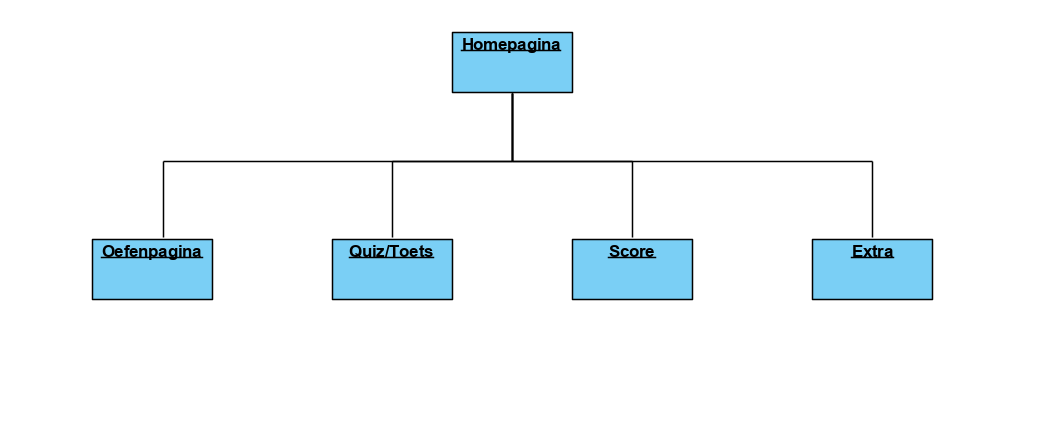 Homepagina
Oefenpagina
Quiz/Toets
Score
Extra